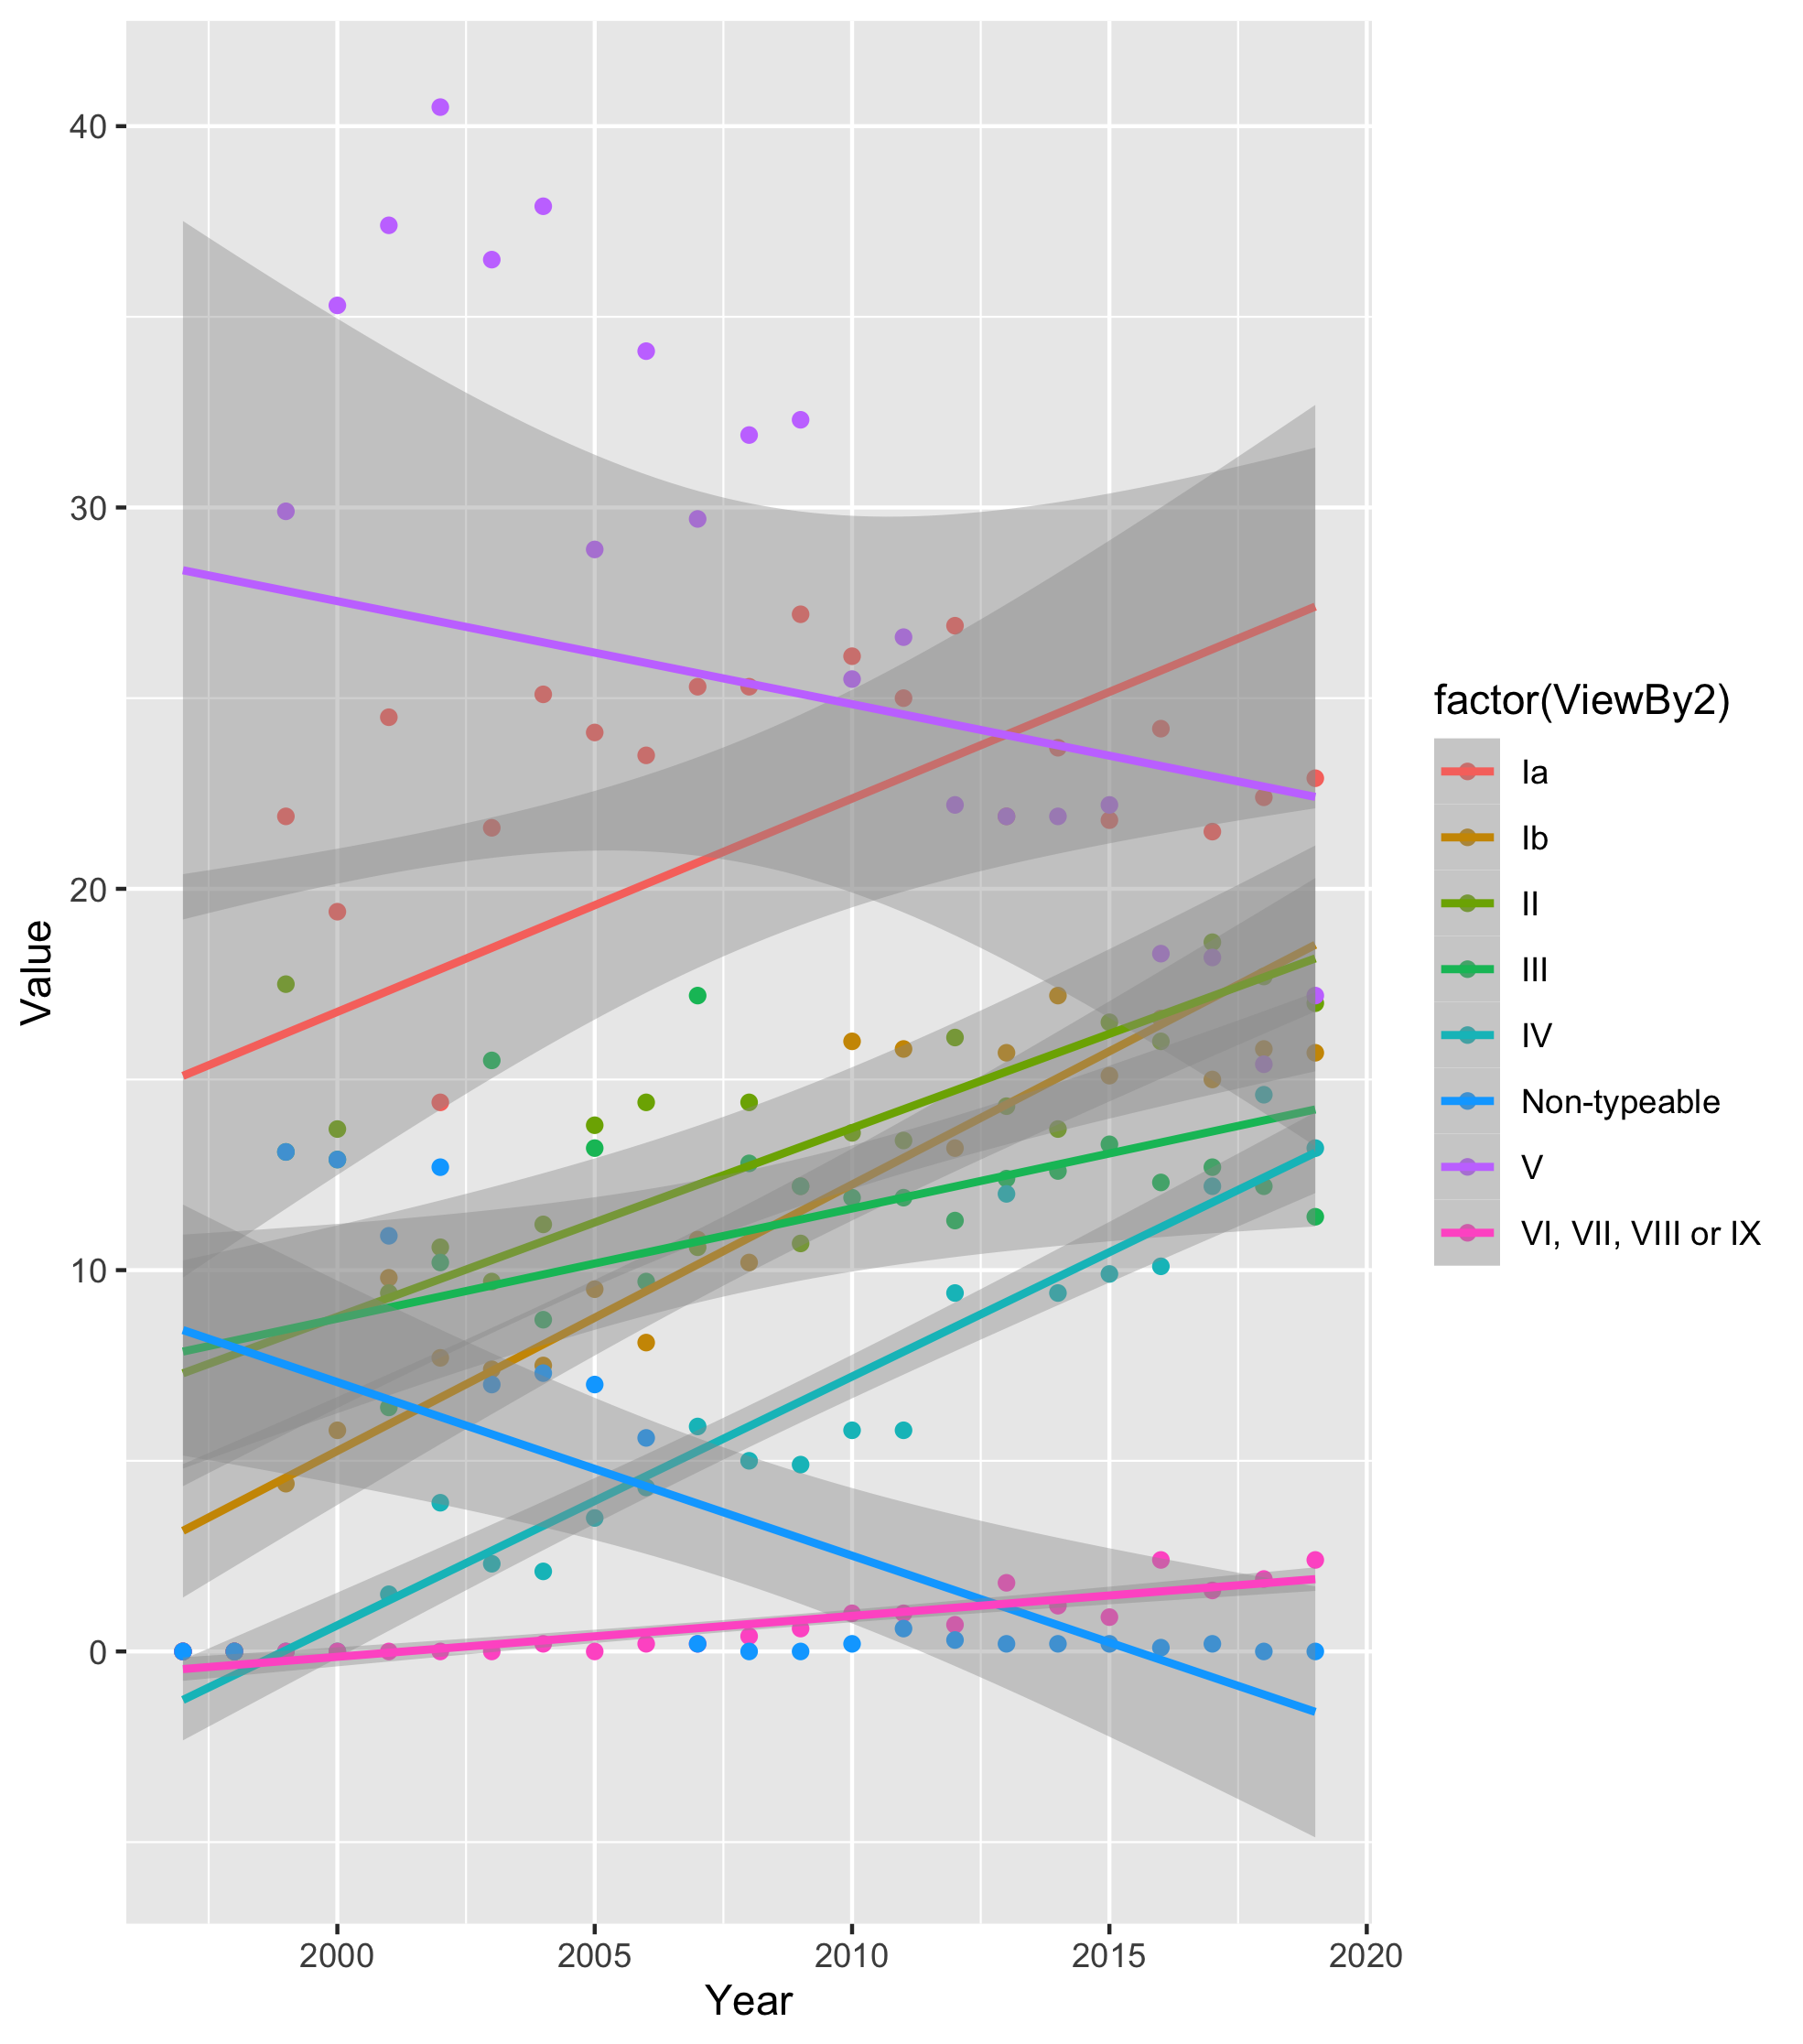 40
30
20
10
0
Value
2000 2005 2010 2015 2020
Year
factor(ViewBy2)
Ia
Ib
II
III
IV
Non-typeable
V
VI, VII, VIII or IX